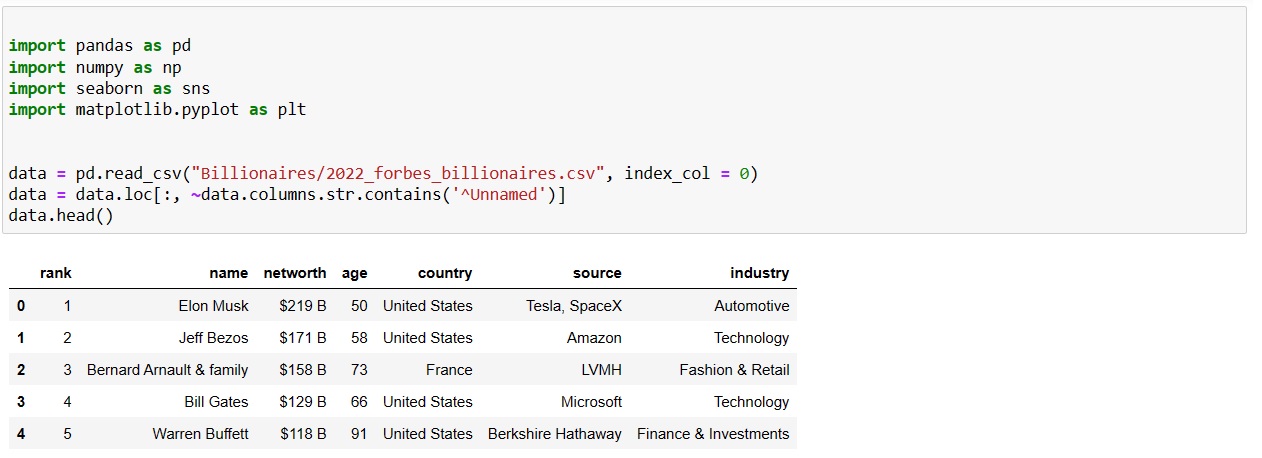 import pandas as pd
import numpy as np
import seaborn as sns
import matplotlib.pyplot as plt
data = pd.read_csv("Billionaires/2022_forbes_billionaires.csv", index_col = 0)
data = data.loc[:, ~data.columns.str.contains('^Unnamed')]
data.head()
rank name networth age country source industry
0 1 Elon Musk $219 B 50 United States Tesla, SpaceX Automotive
1 2 Jeff Bezos $171 B 58 United States Amazon Technology
2 3 Bernard Arnault & family $158 B 73 France LVMH Fashion & Retail
3 4 Bill Gates $129 B 66 United States Microsoft Technology
4 5 Warren Buffett $118 B 91 United States Berkshire Hathaway Finance & Investments